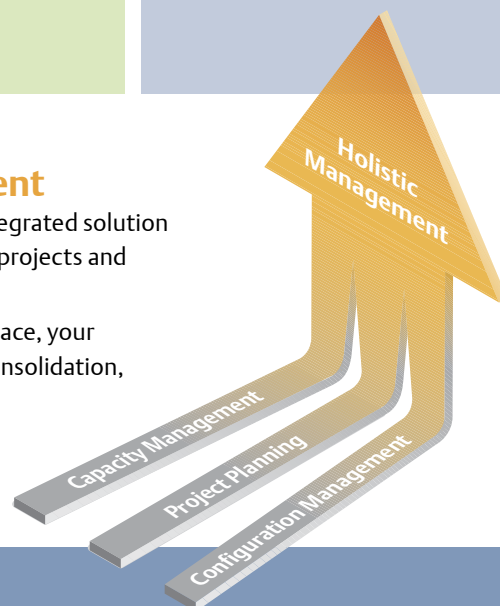 ent
egrated solution
projects and
ace, your
nsolidation,
Holistic
Management
Capacity Management
Project Planning
Configuration Management